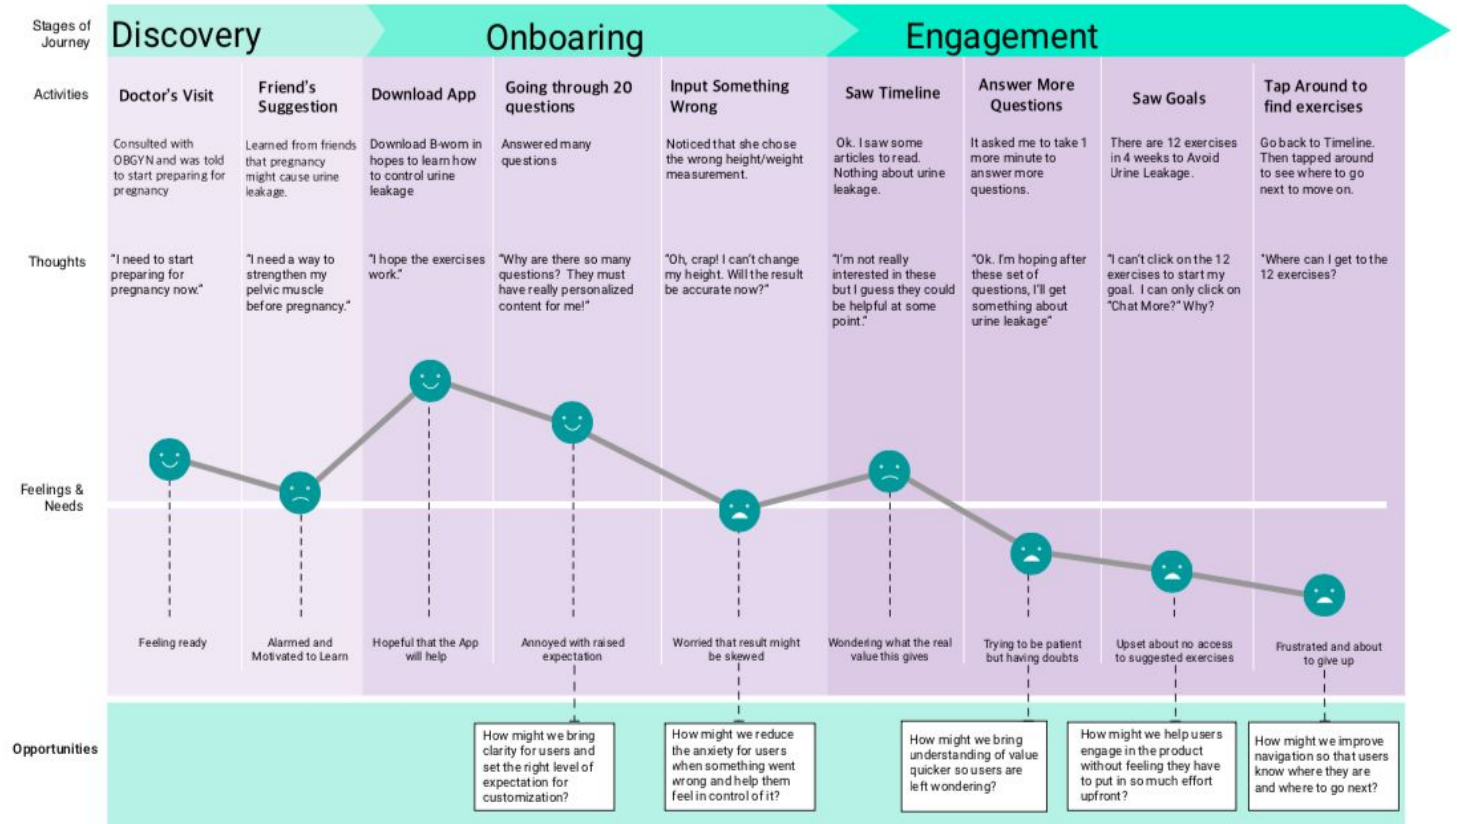 Stages of
Journey
Discovery
Onboaring
Engagement
Activities
Doctor's Visit
Friend's
Suggestion
Download App
Going through 20
questions
Input Something
Wrong
Saw Timeline
Answer More
Questions
Saw Goals
Tap Around to
find exercises
Consulted with
OBGYN and was told
to start preparing for
pregnancy
Learned from friends
that pregnancy
might cause urine
leakage.
Download B-wom in
hopes to learn how
to control urine
leakage
Answered many
questions
Noticed that she chose
the wrong height/weight
measurement.
Ok. I saw some
articles to read.
Nothing about urine
leakage.
It asked me to take 1
more minute to
answer more
questions.
There are 12 exercises
in 4 weeks to Avoid
Urine Leakage.
Go back to Timeline.
Then tapped around
to see where to go
next to move on.
Thoughts
"I need to start
preparing for
pregnancy now."
"I need a way to
strengthen my
pelvic muscle
before pregnancy."
"I hope the exercises
work."
"Why are there so many
questions? They must
have really personalized
content for me!"
"Oh, crap! I can't change
my height. Will the result
be accurate now?"
"I'm not really
interested in these
but I guess they could
be helpful at some
point."
"Ok. I'm hoping after
these set of
questions, I'll get
something about
urine leakage"
"I can't click on the 12
exercises to start my
goal. I can only click on
"Chat More?" Why?
"Where can I get to the
12 exercises?
Feelings &
Needs
Feeling ready
Alarmed and
Motivated to Learn
Hopeful that the App
will help
Annoyed with raised
expectation
Worried that result might
be skewed
Wondering what the real
value this gives
Trying to be patient
but having doubts
Upset about no access
to suggested exercises
Frustrated and about
to give up
Opportunities
How might we bring
clarity for users and
set the right level of
expectation for
customization?
How might we reduce
the anxiety for users
when something went
wrong and help them
feel in control of it?
How might we bring
understanding of value
quicker so users are
left wondering?
How might we help users
engage in the product
without feeling they have
to put in so much effort
upfront?
How might we improve
navigation so that users
know where they are
and where to go next?